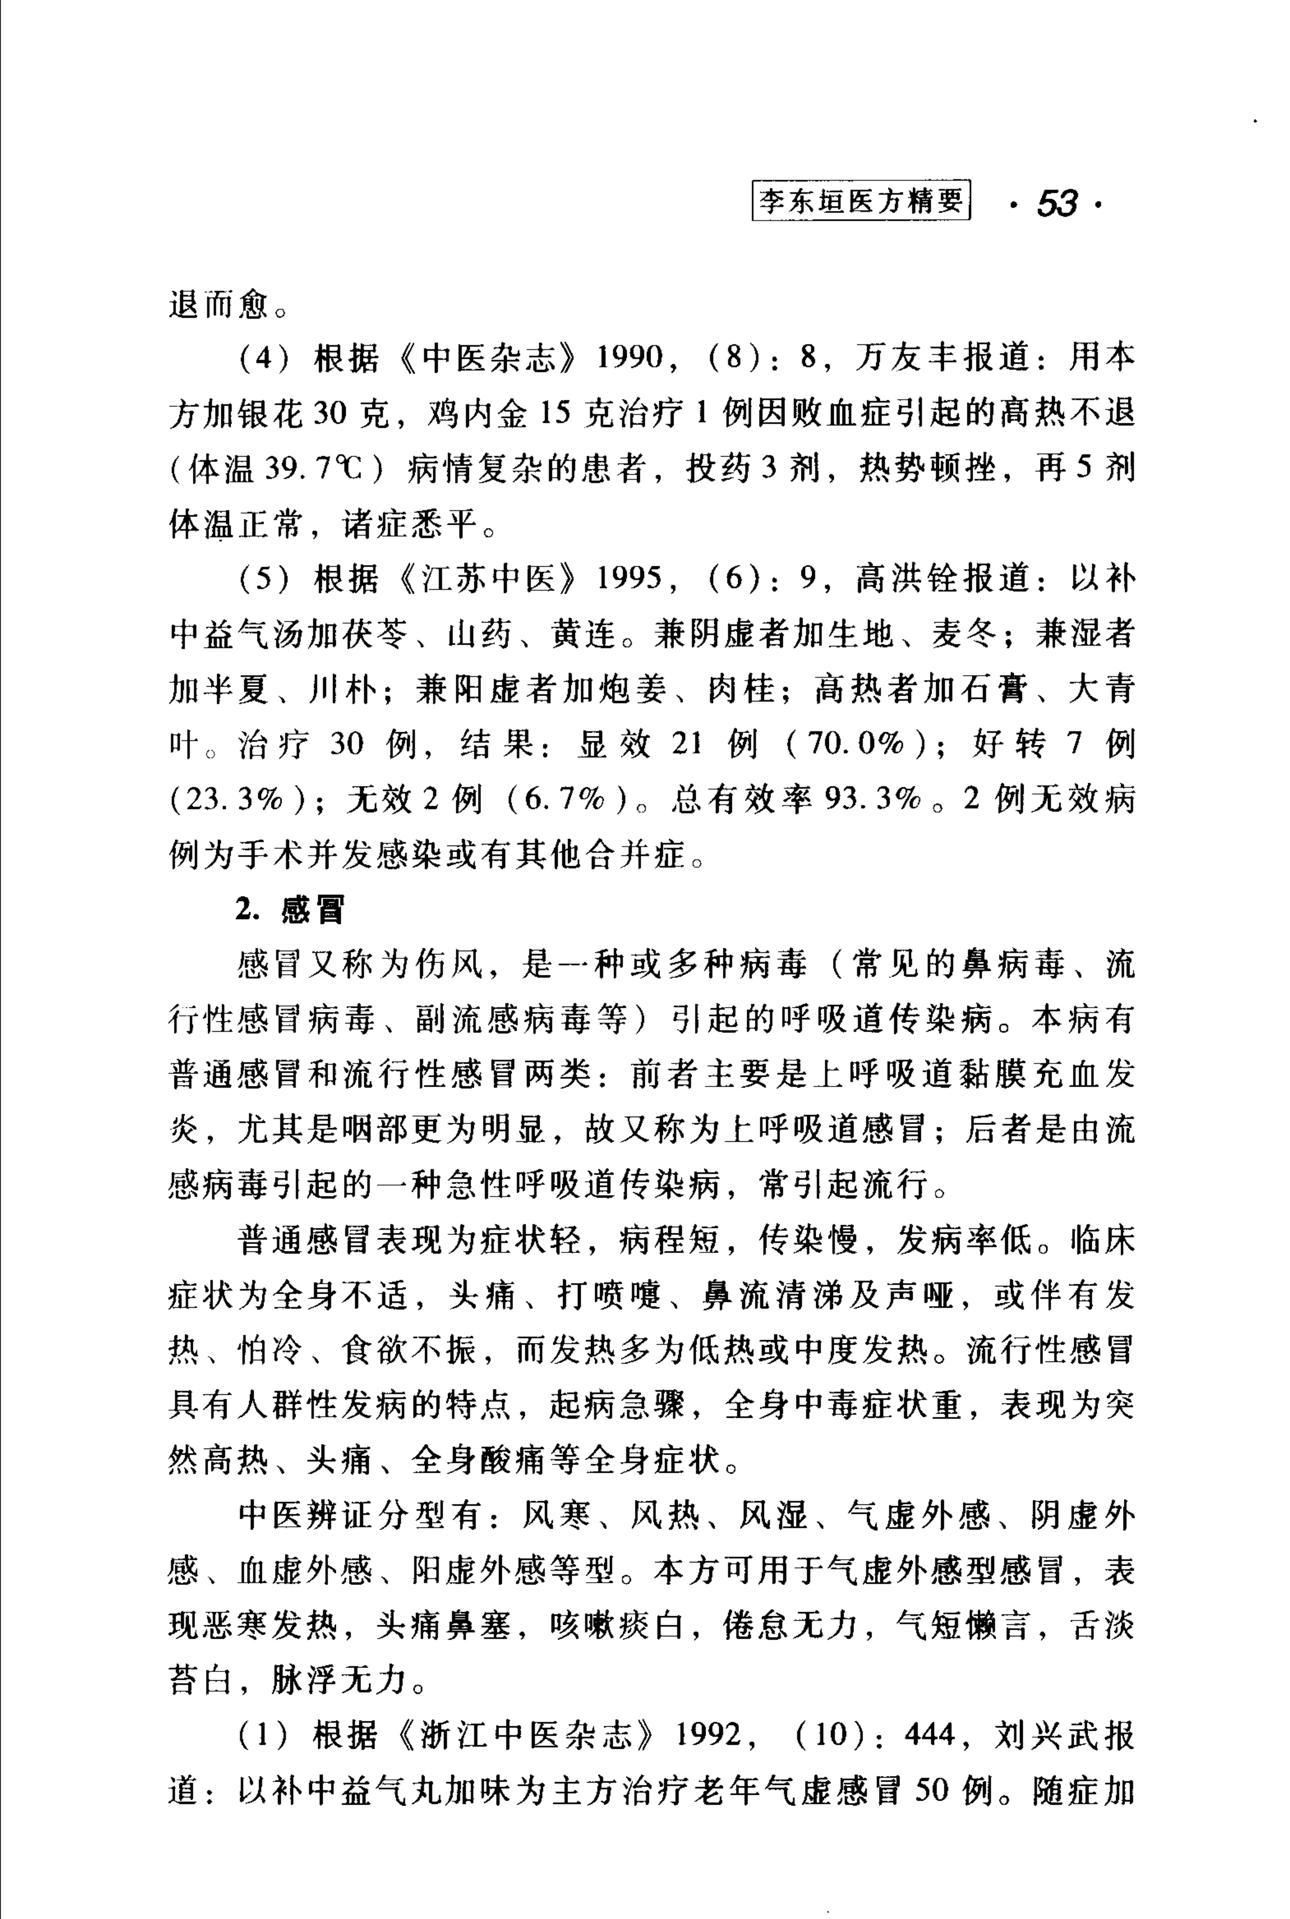 李东垣医方精要 · 53 ·
退而愈。
(4) 根据《中医杂志》1990，(8)：8，万友丰报道：用本
方加银花 30 克，鸡内金 15 克治疗 1 例因败血症引起的高热不退
(体温 39.7℃) 病情复杂的患者，投药 3 剂，热势顿挫，再 5 剂
体温正常，诸症悉平。
(5) 根据《江苏中医》1995，(6)：9，高洪铨报道：以补
中益气汤加茯苓、山药、黄连。兼阴虚者加生地、麦冬；兼湿者
加半夏、川朴；兼阳虚者加炮姜、肉桂；高热者加石膏、大青
叶。治疗 30 例，结果：显效 21 例 (70.0%)；好转 7 例
(23.3%)；无效 2 例 (6.7%)。总有效率 93.3%。2 例无效病
例为手术并发感染或有其他合并症。
2. 感冒
感冒又称为伤风，是一种或多种病毒（常见的鼻病毒、流
行性感冒病毒、副流感病毒等）引起的呼吸道传染病。本病有
普通感冒和流行性感冒两类：前者主要是上呼吸道黏膜充血发
炎，尤其是咽部更为明显，故又称为上呼吸道感冒；后者是由流
感病毒引起的一种急性呼吸道传染病，常引起流行。
普通感冒表现为症状轻，病程短，传染慢，发病率低。临床
症状为全身不适，头痛、打喷嚏、鼻流清涕及声哑，或伴有发
热、怕冷、食欲不振，而发热多为低热或中度发热。流行性感冒
具有人群性发病的特点，起病急骤，全身中毒症状重，表现为突
然高热、头痛、全身酸痛等全身症状。
中医辨证分型有：风寒、风热、风湿、气虚外感、阴虚外
感、血虚外感、阳虚外感等型。本方可用于气虚外感型感冒，表
现恶寒发热，头痛鼻塞，咳嗽痰白，倦怠无力，气短懒言，舌淡
苔白，脉浮无力。
(1) 根据《浙江中医杂志》1992，(10)：444，刘兴武报
道：以补中益气丸加味为主方治疗老年气虚感冒 50 例。随症加